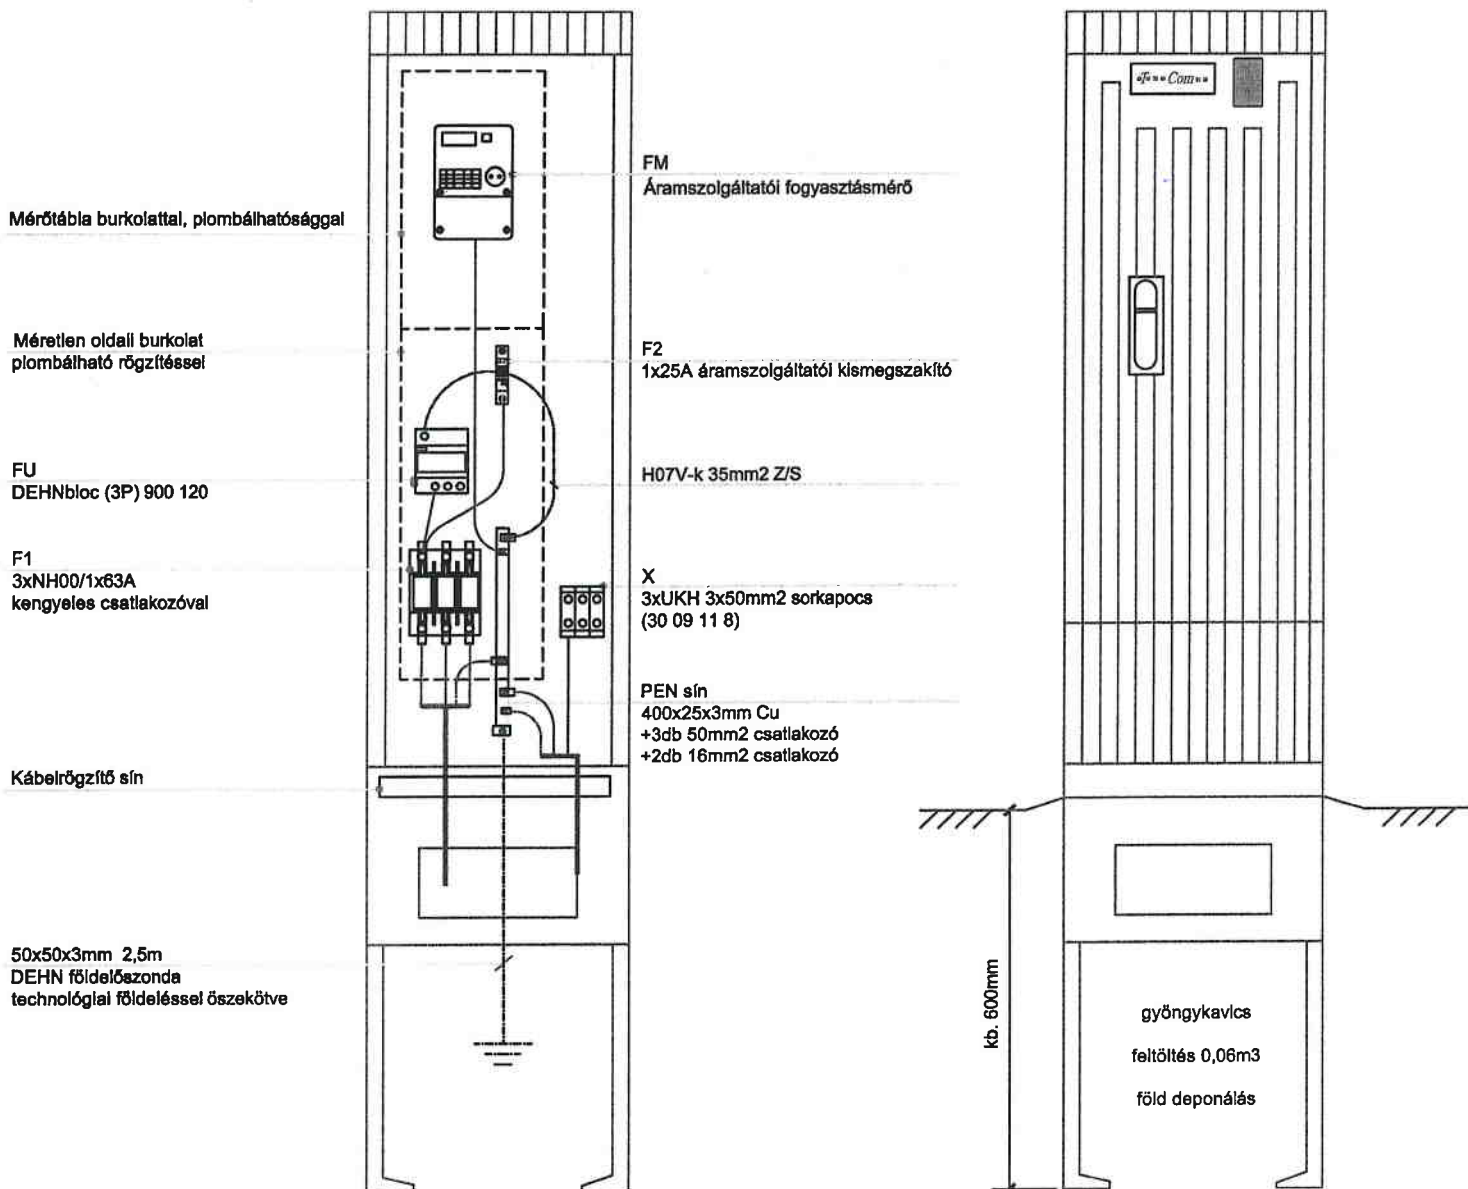 Mérőtábla burkolattal, plombálhatósággal
Méretlen oldali burkolat
plombálható rögzítéssel
FU
DEHNbloc (3P) 900 120
F1
3xNH00/1x63A
kengyeles csatlakozóval
Kábelrögzítő sín
50x50x3mm 2,5m
DEHN földelőszonda
technológiai földeléssel öszekötve
FM
Áramszolgáltatói fogyasztásmérő
F2
1x25A áramszolgáltatói kismegszakító
H07V-k 35mm2 Z/S
X
3xUKH 3x50mm2 sorkapocs
(30 09 11 8)
PEN sín
400x25x3mm Cu
+3db 50mm2 csatlakozó
+2db 16mm2 csatlakozó
Com
kb. 600mm
gyöngykavics
feltöltés 0,06m3
föld deponálás